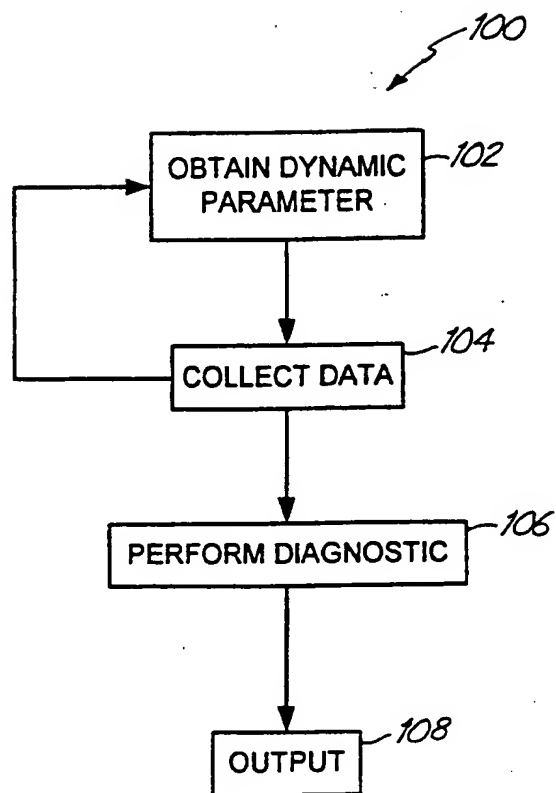 100
OBTAIN DYNAMIC
PARAMETER
102
COLLECT DATA
104
PERFORM DIAGNOSTIC
106
OUTPUT
108